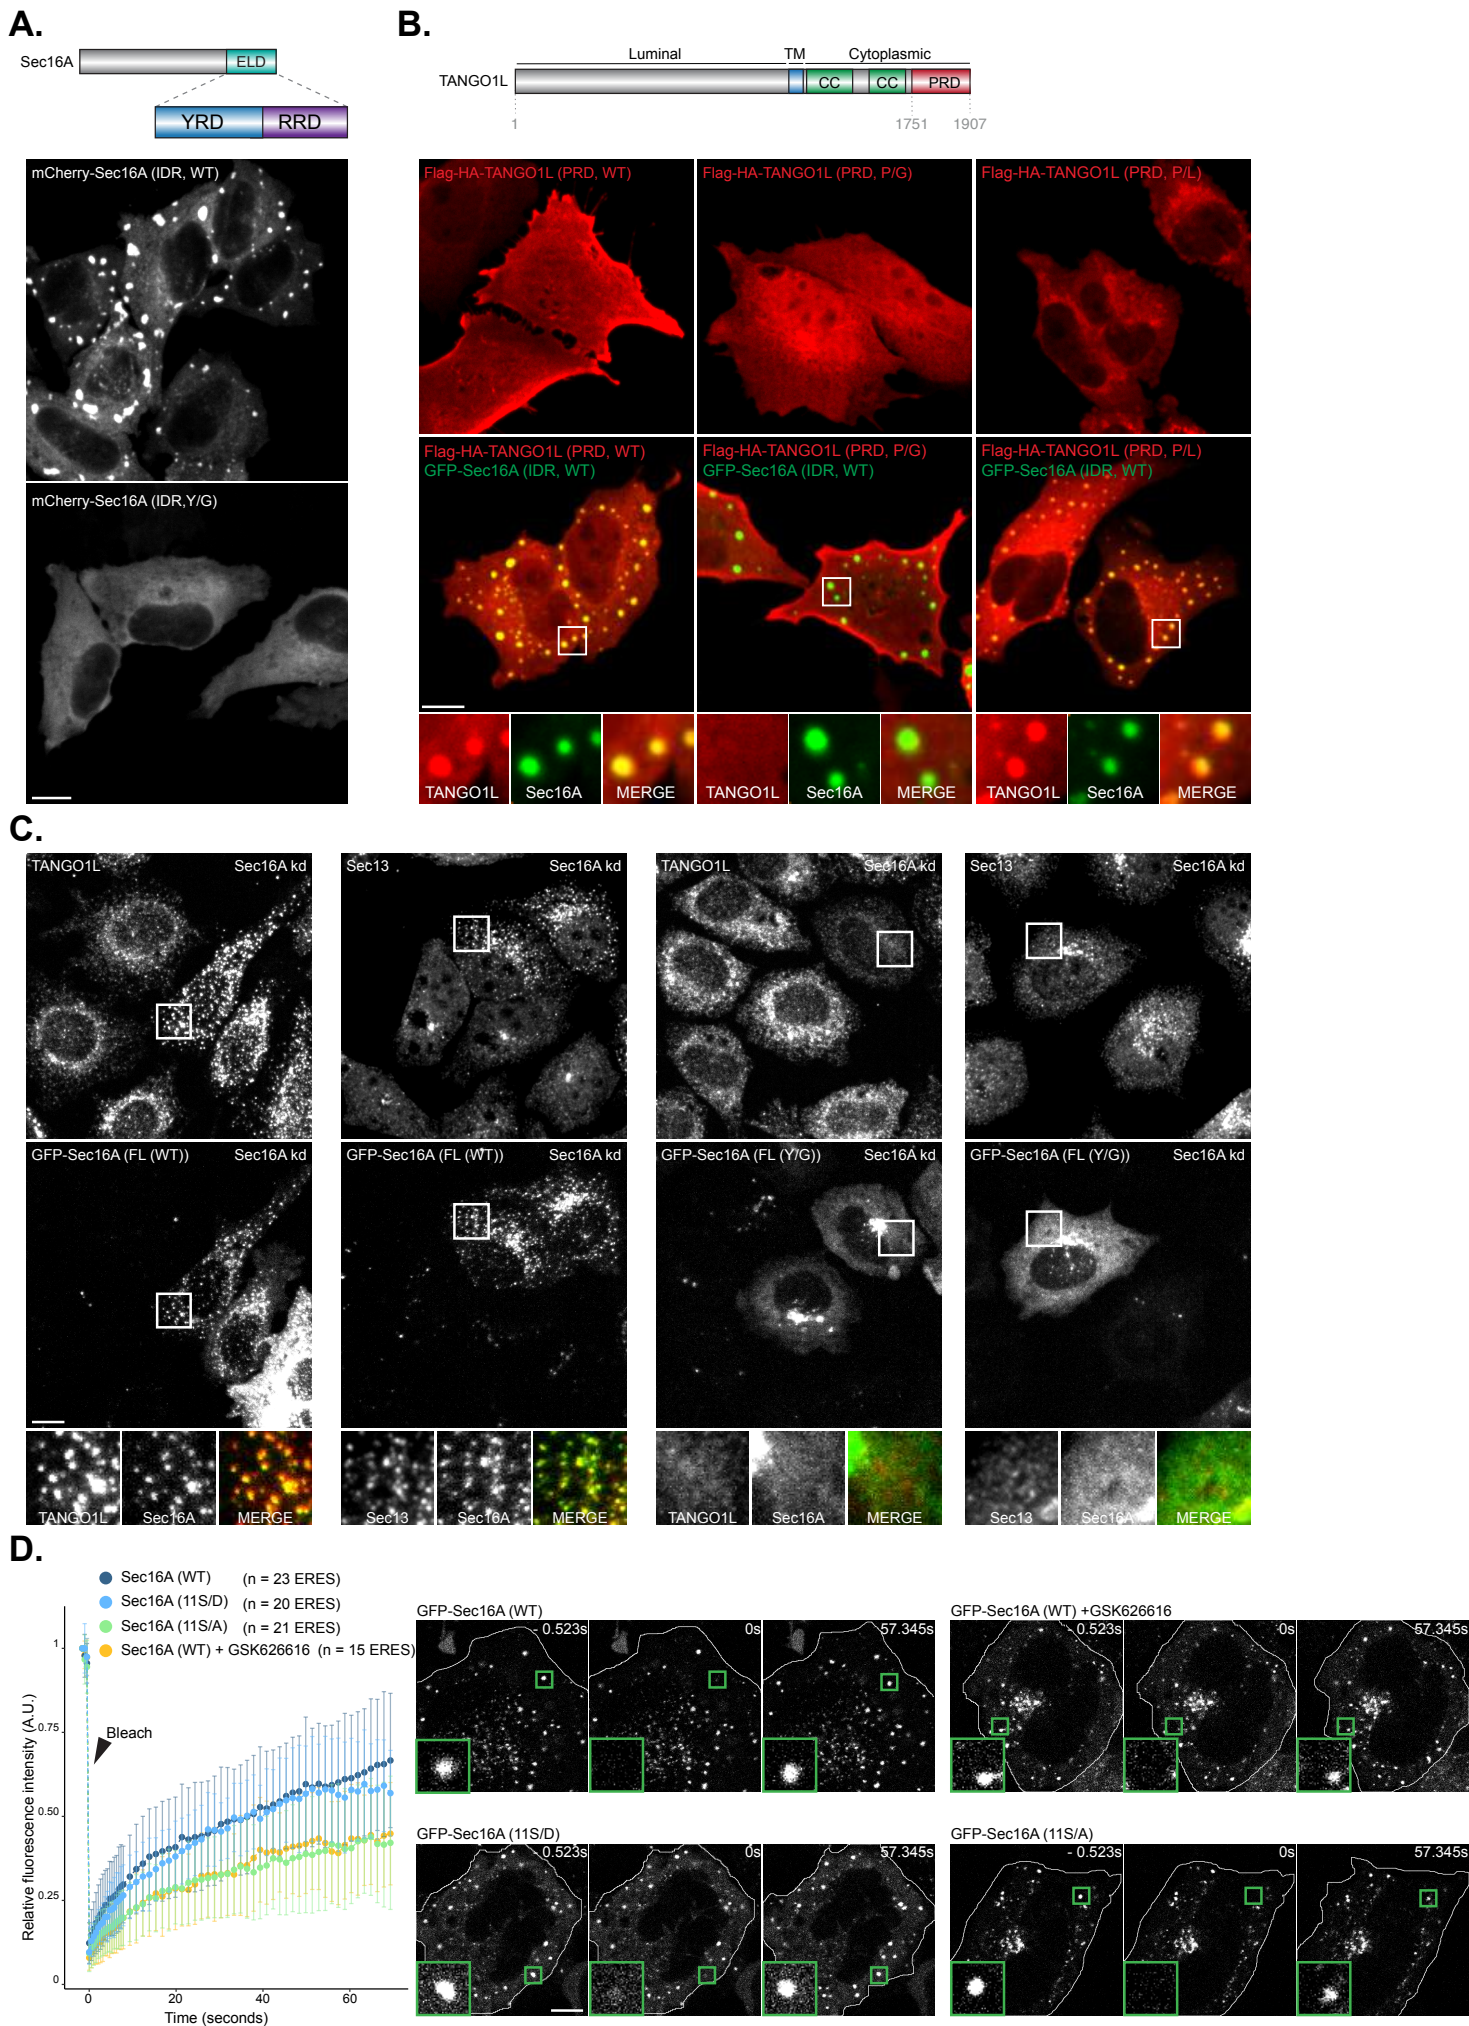 A.
Sec16A
ELD
YRD RRD
mCherry-Sec16A (IDR, WT)
mCherry-Sec16A (IDR,Y/G)
B.
Luminal TM Cytoplasmic
TANGO1L CC CC PRD
1 1751 1907
Flag-HA-TANGO1L (PRD, WT) Flag-HA-TANGO1L (PRD, P/G) Flag-HA-TANGO1L (PRD, P/L)
Flag-HA-TANGO1L (PRD, WT) Flag-HA-TANGO1L (PRD, P/G) Flag-HA-TANGO1L (PRD, P/L)
GFP-Sec16A (IDR, WT) GFP-Sec16A (IDR, WT) GFP-Sec16A (IDR, WT)
TANGO1L Sec16A MERGE TANGO1L Sec16A MERGE TANGO1L Sec16A MERGE
C.
TANGO1L Sec16A kd Sec13 Sec16A kd TANGO1L Sec16A kd Sec13 Sec16A kd
GFP-Sec16A (FL (WT)) Sec16A kd GFP-Sec16A (FL (WT)) Sec16A kd GFP-Sec16A (FL (Y/G)) Sec16A kd GFP-Sec16A (FL (Y/G)) Sec16A kd
TANGO1L Sec16A MERGE Sec13 Sec16A MERGE TANGO1L Sec16A MERGE Sec13 Sec16A MERGE
D.
Sec16A (WT) (n = 23 ERES)
Sec16A (11S/D) (n = 20 ERES)
Sec16A (11S/A) (n = 21 ERES)
Sec16A (WT) + GSK626616 (n = 15 ERES)
Bleach
Relative fluorescence intensity (A.U.)
1
0.75
0.50
0.25
0
0 20 40 60
Time (seconds)
GFP-Sec16A (WT)
- 0.523s 0s 57.345s
GFP-Sec16A (WT) +GSK626616
- 0.523s 0s 57.345s
GFP-Sec16A (11S/D)
- 0.523s 0s 57.345s
GFP-Sec16A (11S/A)
- 0.523s 0s 57.345s